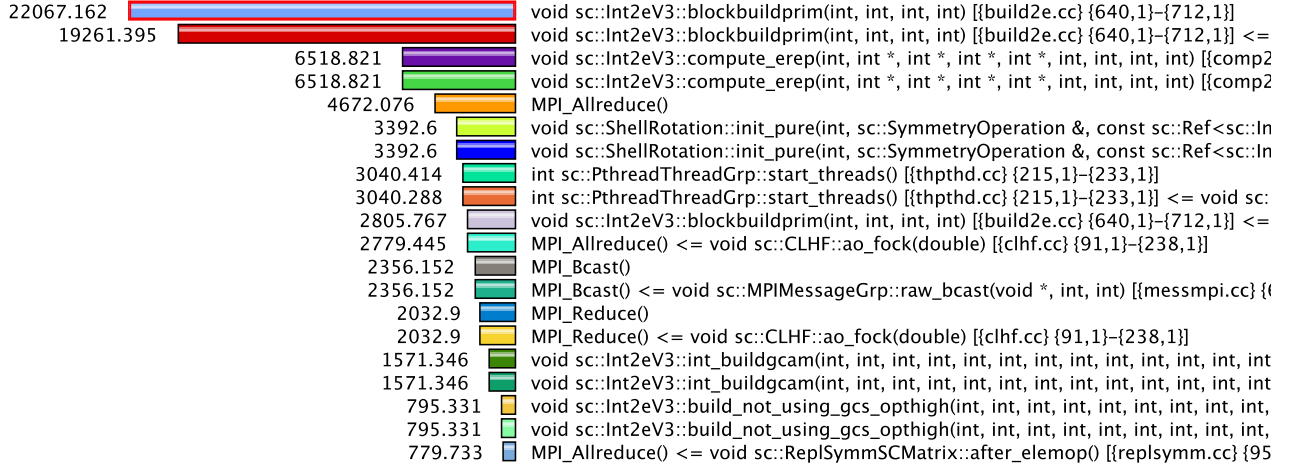 22067.162 void sc::Int2eV3::blockbuildprim(int, int, int, int) [{build2e.cc} {640,1}-{712,1}]
19261.395 void sc::Int2eV3::blockbuildprim(int, int, int, int) [{build2e.cc} {640,1}-{712,1}] <=
6518.821 void sc::Int2eV3::compute_erep(int, int *, int *, int *, int *, int, int, int, int) [{comp2
6518.821 void sc::Int2eV3::compute_erep(int, int *, int *, int *, int *, int, int, int, int) [{comp2
4672.076 MPI_Allreduce()
3392.6 void sc::ShellRotation::init_pure(int, sc::SymmetryOperation &, const sc::Ref<sc::In
3392.6 void sc::ShellRotation::init_pure(int, sc::SymmetryOperation &, const sc::Ref<sc::In
3040.414 int sc::PthreadThreadGrp::start_threads() [{thpthd.cc} {215,1}-{233,1}]
3040.288 int sc::PthreadThreadGrp::start_threads() [{thpthd.cc} {215,1}-{233,1}] <= void sc:
2805.767 void sc::Int2eV3::blockbuildprim(int, int, int, int) [{build2e.cc} {640,1}-{712,1}] <=
2779.445 MPI_Allreduce() <= void sc::CLHF::ao_fock(double) [{clhf.cc} {91,1}-{238,1}]
2356.152 MPI_Bcast()
2356.152 MPI_Bcast() <= void sc::MPIMessageGrp::raw_bcast(void *, int, int) [{messmpi.cc} {6
2032.9 MPI_Reduce()
2032.9 MPI_Reduce() <= void sc::CLHF::ao_fock(double) [{clhf.cc} {91,1}-{238,1}]
1571.346 void sc::Int2eV3::int_buildgcam(int, int, int, int, int, int, int, int, int, int, int, int
1571.346 void sc::Int2eV3::int_buildgcam(int, int, int, int, int, int, int, int, int, int, int, int
795.331 void sc::Int2eV3::build_not_using_gcs_opthigh(int, int, int, int, int, int, int, int,
795.331 void sc::Int2eV3::build_not_using_gcs_opthigh(int, int, int, int, int, int, int, int,
779.733 MPI_Allreduce() <= void sc::ReplSymmSCMatrix::after_elemop() [{replsymm.cc} {95